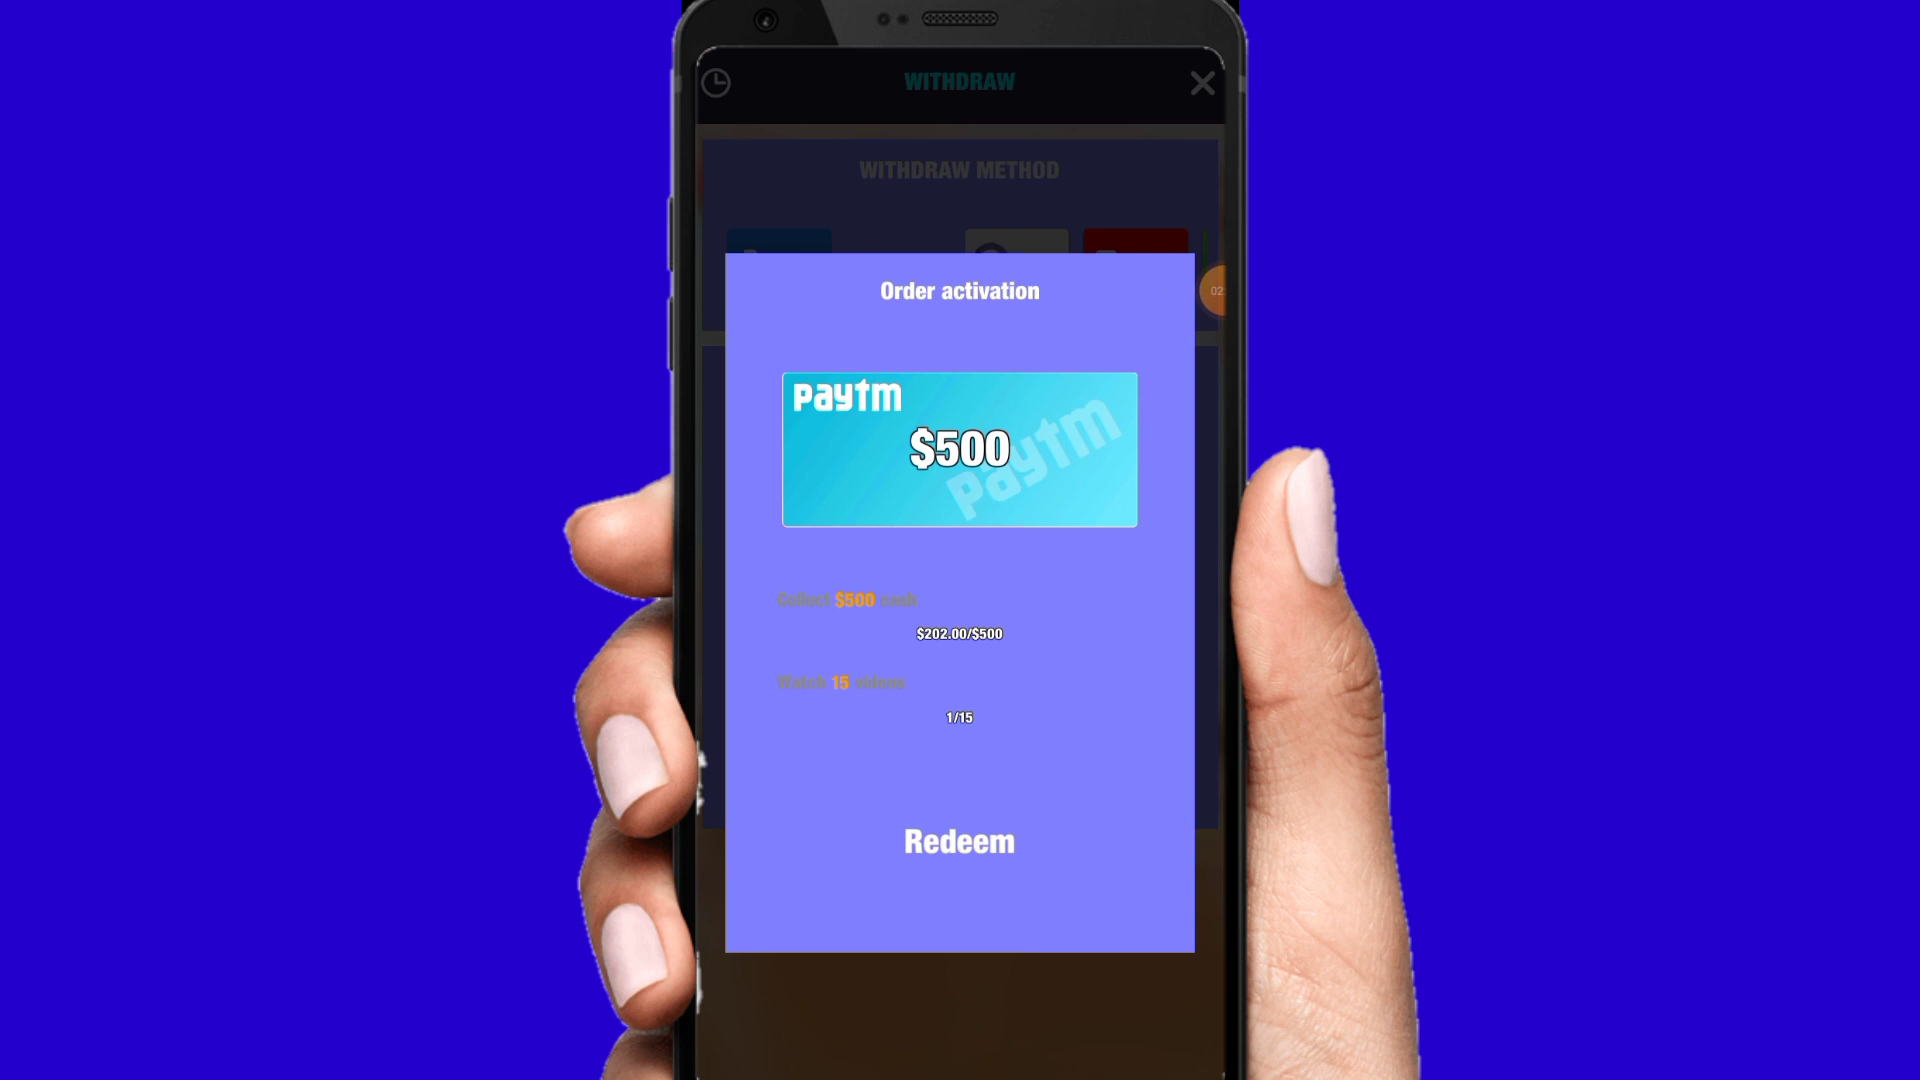 WITHDRAW
WITHDRAW METHOD
02
Order activation
paytm
$500
paytm
Collect $500 cash
$202.00/$500
Watch 15 videos
1/15
Redeem